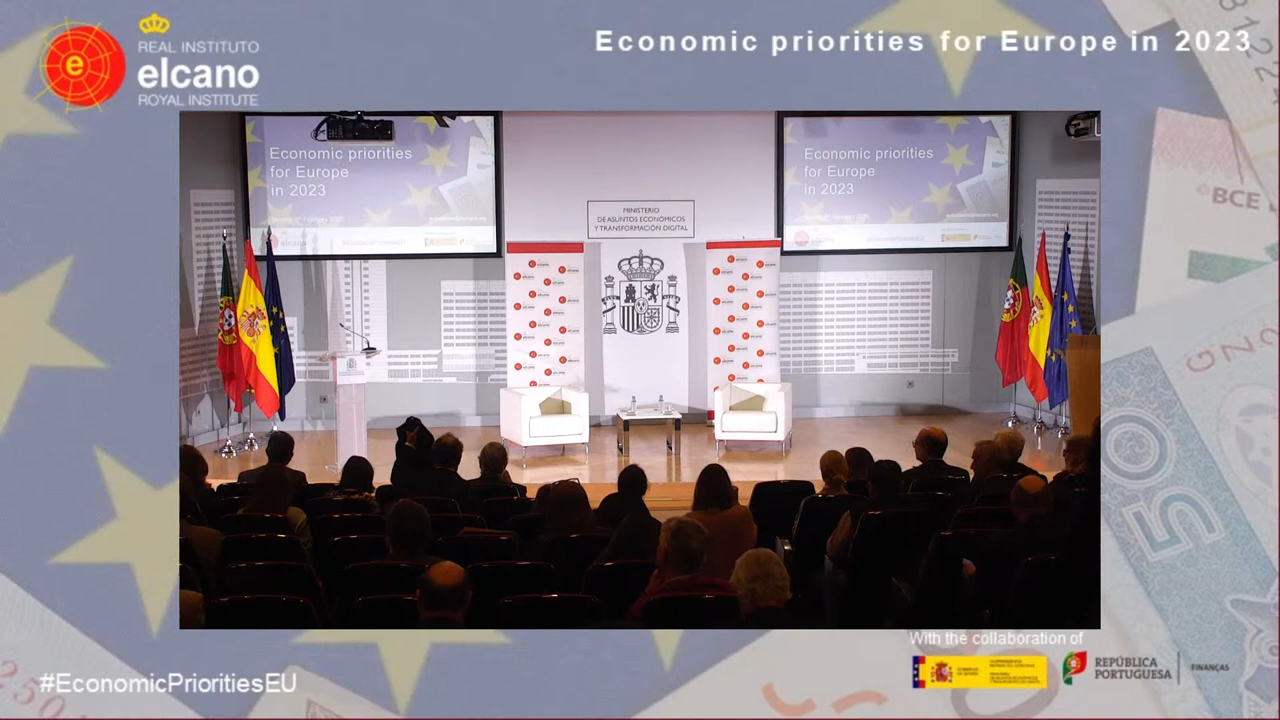 REAL INSTITUTO
elcano
ROYAL INSTITUTE
Economic priorities for Europe in 2023
Economic priorities
for Europe
in 2023
elcano
Economic priorities
for Europe
in 2023
MINISTERIO
DE ASUNTOS ECONÓMICOS
Y TRANSFORMACIÓN DIGITAL
BCE
50
#EconomicPrioritiesEU
With the collaboration of
REPÚBLICA
PORTUGUESA
FINANÇAS